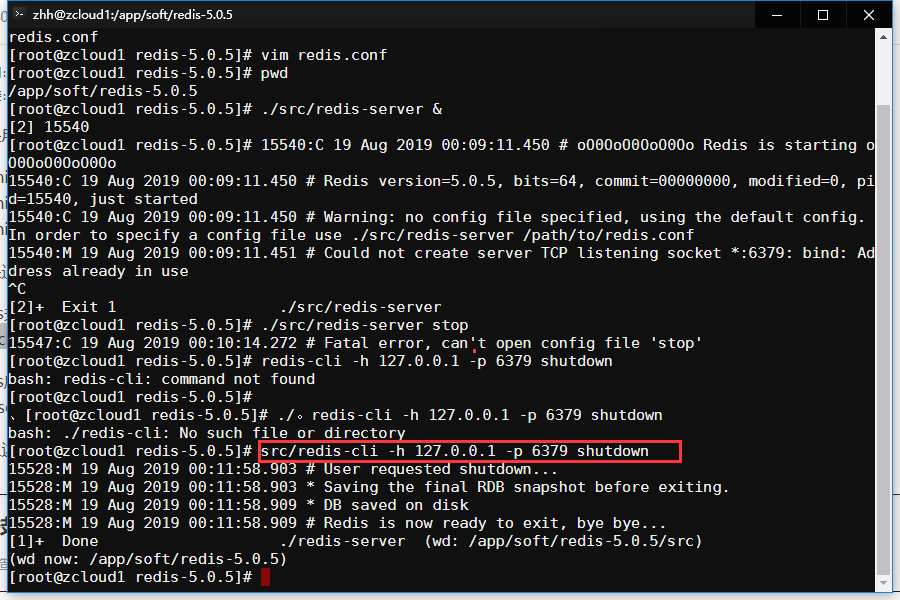 zhh@zcloud1:/app/soft/redis-5.0.5
redis.conf
[root@zcloud1 redis-5.0.5]# vim redis.conf
[root@zcloud1 redis-5.0.5]# pwd
/app/soft/redis-5.0.5
[root@zcloud1 redis-5.0.5]# ./src/redis-server &
[2] 15540
[root@zcloud1 redis-5.0.5]# 15540:C 19 Aug 2019 00:09:11.450 # oO0OoO0OoO0Oo Redis is starting o
O0OoO0OoO0Oo
15540:C 19 Aug 2019 00:09:11.450 # Redis version=5.0.5, bits=64, commit=00000000, modified=0, pi
d=15540, just started
15540:C 19 Aug 2019 00:09:11.450 # Warning: no config file specified, using the default config.
In order to specify a config file use ./src/redis-server /path/to/redis.conf
15540:M 19 Aug 2019 00:09:11.451 # Could not create server TCP listening socket *:6379: bind: Ad
dress already in use
^C
[2]+  Exit 1                  ./src/redis-server
[root@zcloud1 redis-5.0.5]# ./src/redis-server stop
15547:C 19 Aug 2019 00:10:14.272 # Fatal error, can't open config file 'stop'
[root@zcloud1 redis-5.0.5]# redis-cli -h 127.0.0.1 -p 6379 shutdown
bash: redis-cli: command not found
[root@zcloud1 redis-5.0.5]#
、[root@zcloud1 redis-5.0.5]# ./。redis-cli -h 127.0.0.1 -p 6379 shutdown
bash: ./redis-cli: No such file or directory
[root@zcloud1 redis-5.0.5]# src/redis-cli -h 127.0.0.1 -p 6379 shutdown
15528:M 19 Aug 2019 00:11:58.903 # User requested shutdown...
15528:M 19 Aug 2019 00:11:58.903 * Saving the final RDB snapshot before exiting.
15528:M 19 Aug 2019 00:11:58.909 * DB saved on disk
15528:M 19 Aug 2019 00:11:58.909 # Redis is now ready to exit, bye bye...
[1]+  Done                    ./redis-server  (wd: /app/soft/redis-5.0.5/src)
(wd now: /app/soft/redis-5.0.5)
[root@zcloud1 redis-5.0.5]#